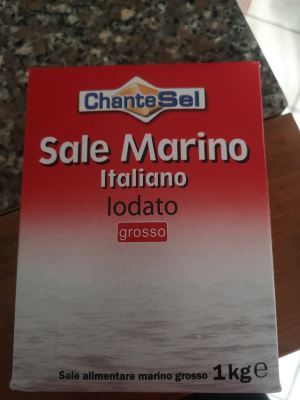 ChanteSel
Sale Marino
Italiano
Iodato
grosso
Sale alimentare marino grosso 1kg℮